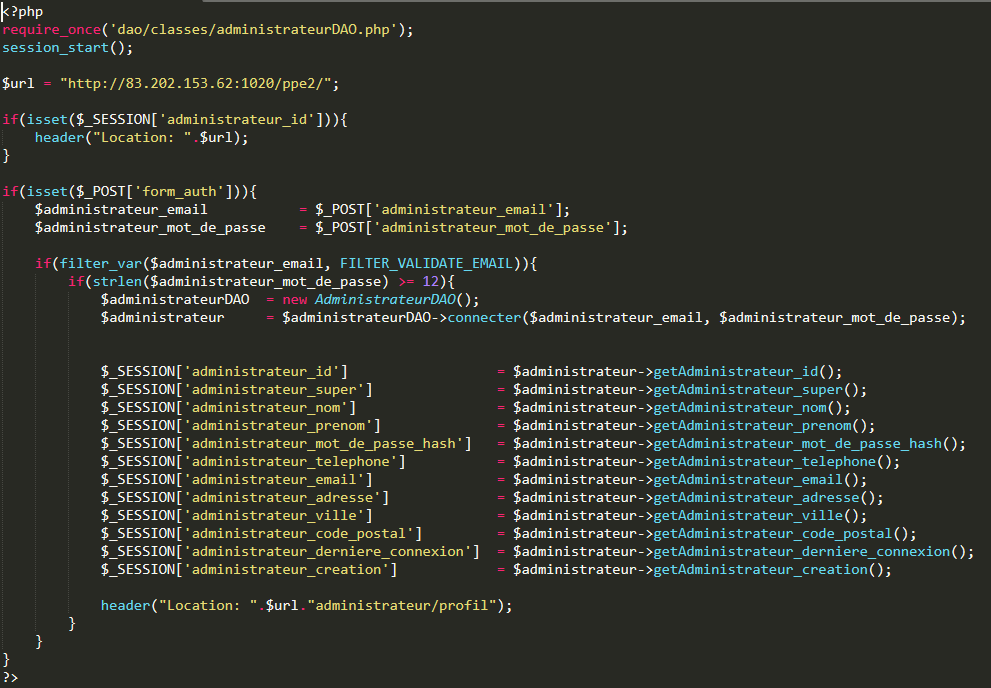 <?php
require_once('dao/classes/administrateurDAO.php');
session_start();
$url = "http://83.202.153.62:1020/ppe2/";
if(isset($_SESSION['administrateur_id'])){
header("Location: ".$url);
}
if(isset($_POST['form_auth'])){
$administrateur_email = $_POST['administrateur_email'];
$administrateur_mot_de_passe = $_POST['administrateur_mot_de_passe'];
if(filter_var($administrateur_email, FILTER_VALIDATE_EMAIL)){
if(strlen($administrateur_mot_de_passe) >= 12){
$administrateurDAO = new AdministrateurDAO();
$administrateur = $administrateurDAO->connecter($administrateur_email, $administrateur_mot_de_passe);
$_SESSION['administrateur_id'] = $administrateur->getAdministrateur_id();
$_SESSION['administrateur_super'] = $administrateur->getAdministrateur_super();
$_SESSION['administrateur_nom'] = $administrateur->getAdministrateur_nom();
$_SESSION['administrateur_prenom'] = $administrateur->getAdministrateur_prenom();
$_SESSION['administrateur_mot_de_passe_hash'] = $administrateur->getAdministrateur_mot_de_passe_hash();
$_SESSION['administrateur_telephone'] = $administrateur->getAdministrateur_telephone();
$_SESSION['administrateur_email'] = $administrateur->getAdministrateur_email();
$_SESSION['administrateur_adresse'] = $administrateur->getAdministrateur_adresse();
$_SESSION['administrateur_ville'] = $administrateur->getAdministrateur_ville();
$_SESSION['administrateur_code_postal'] = $administrateur->getAdministrateur_code_postal();
$_SESSION['administrateur_derniere_connexion'] = $administrateur->getAdministrateur_derniere_connexion();
$_SESSION['administrateur_creation'] = $administrateur->getAdministrateur_creation();
header("Location: ".$url."administrateur/profil");
}
}
}
?>